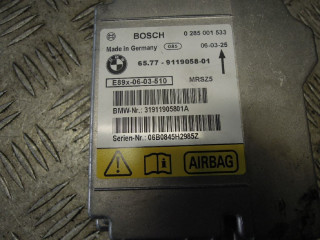 BOSCH 0 285 001 533
Made in Germany 06-03-25
65.77 - 9119058-01
E89x-06-03-510 MRSZ5
BMW-Nr.: 31911905801A
Serien-Nr.: 06B0845H2985Z
AIRBAG